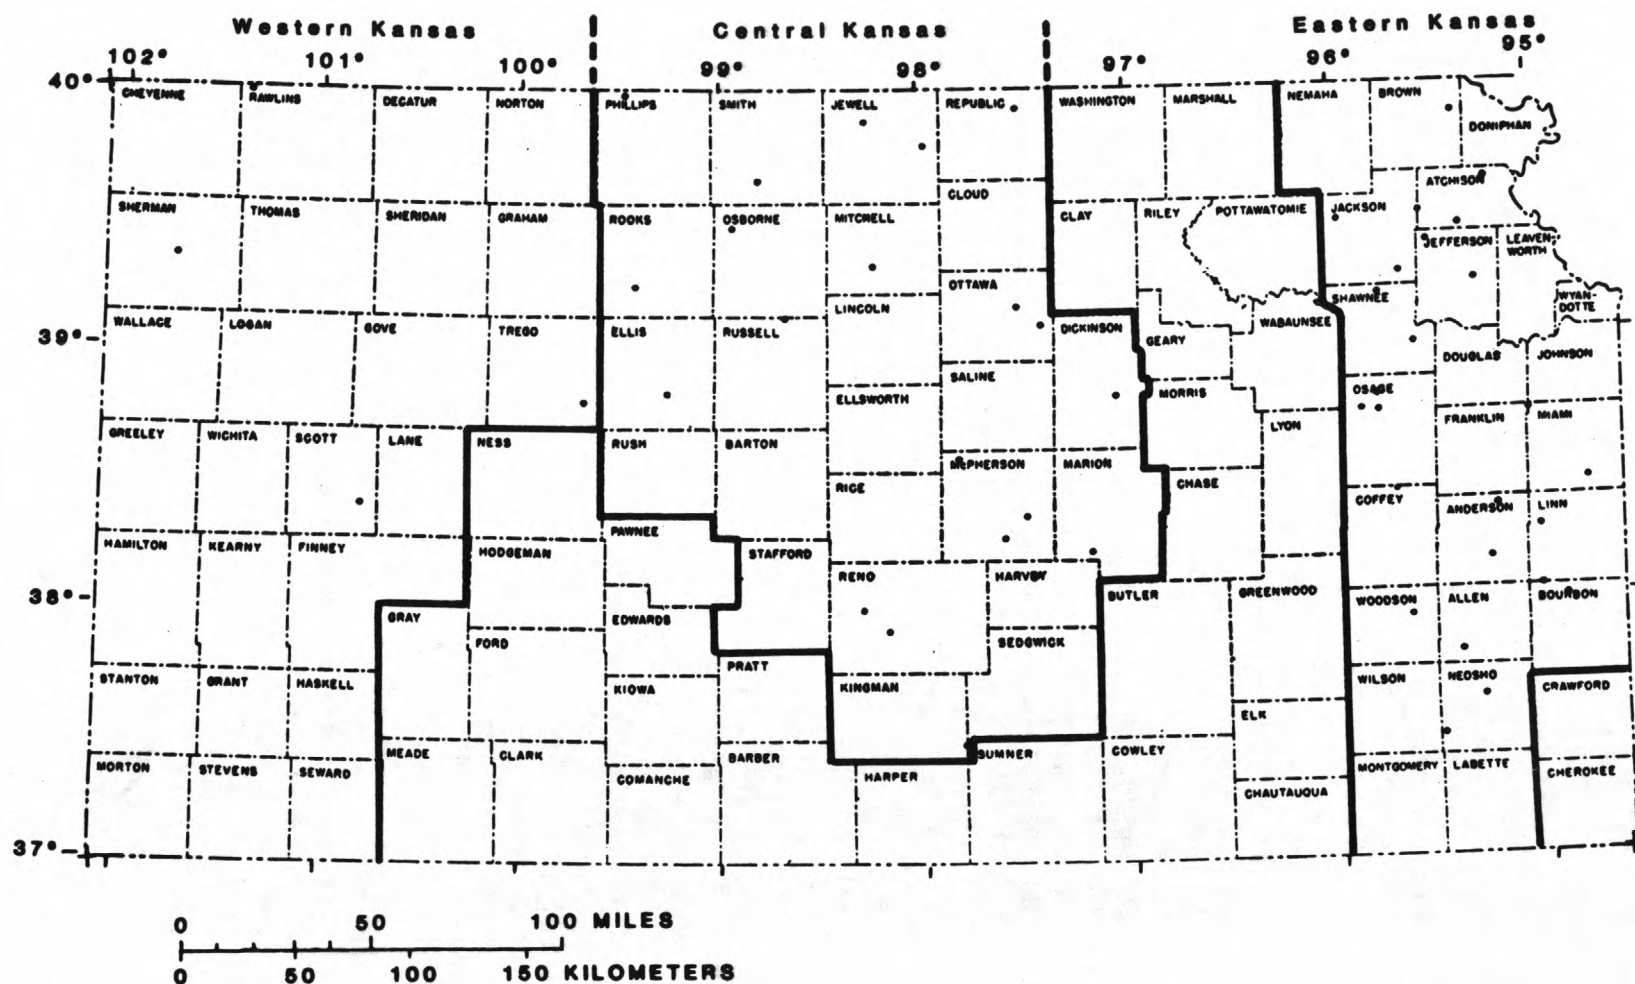 Western Kansas Central Kansas Eastern Kansas
102° 101° 100° 99° 98° 97° 96° 95°
40°
CHEYENNE RAWLINS DECATUR NORTON PHILLIPS SMITH JEWELL REPUBLIC WASHINGTON MARSHALL NEMAHA BROWN
DONIPHAN
ATCHISON
SHERMAN THOMAS SHERIDAN GRAHAM ROOKS OSBORNE MITCHELL CLOUD CLAY RILEY POTTAWATOMIE JACKSON
JEFFERSON LEAVEN-
WORTH
OTTAWA SHAWNEE WYAN-
DOTTE
39°
WALLACE LOGAN GOVE TREGO ELLIS RUSSELL LINCOLN DICKINSON GEARY WABAUNSEE
DOUGLAS JOHNSON
SALINE
ELLSWORTH MORRIS OSAGE
FRANKLIN MIAMI
GREELEY WICHITA SCOTT LANE NESS RUSH BARTON LYON
McPHERSON MARION
RICE CHASE COFFEY ANDERSON LINN
HAMILTON KEARNY FINNEY HODGEMAN PAWNEE STAFFORD
RENO HARVEY
38°
BUTLER GREENWOOD WOODSON ALLEN BOURBON
GRAY EDWARDS
FORD SEDGWICK
PRATT
STANTON GRANT HASKELL KIOWA KINGMAN WILSON NEOSHO CRAWFORD
ELK
MEADE CLARK BARBER SUMNER COWLEY
MORTON STEVENS SEWARD COMANCHE HARPER MONTGOMERY LABETTE CHEROKEE
CHAUTAUQUA
37°
0 50 100 MILES
0 50 100 150 KILOMETERS